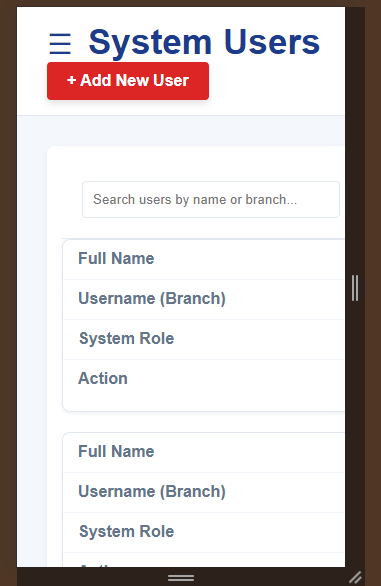 ☰ System Users
+ Add New User
Search users by name or branch...
Full Name
Username (Branch)
System Role
Action
Full Name
Username (Branch)
System Role